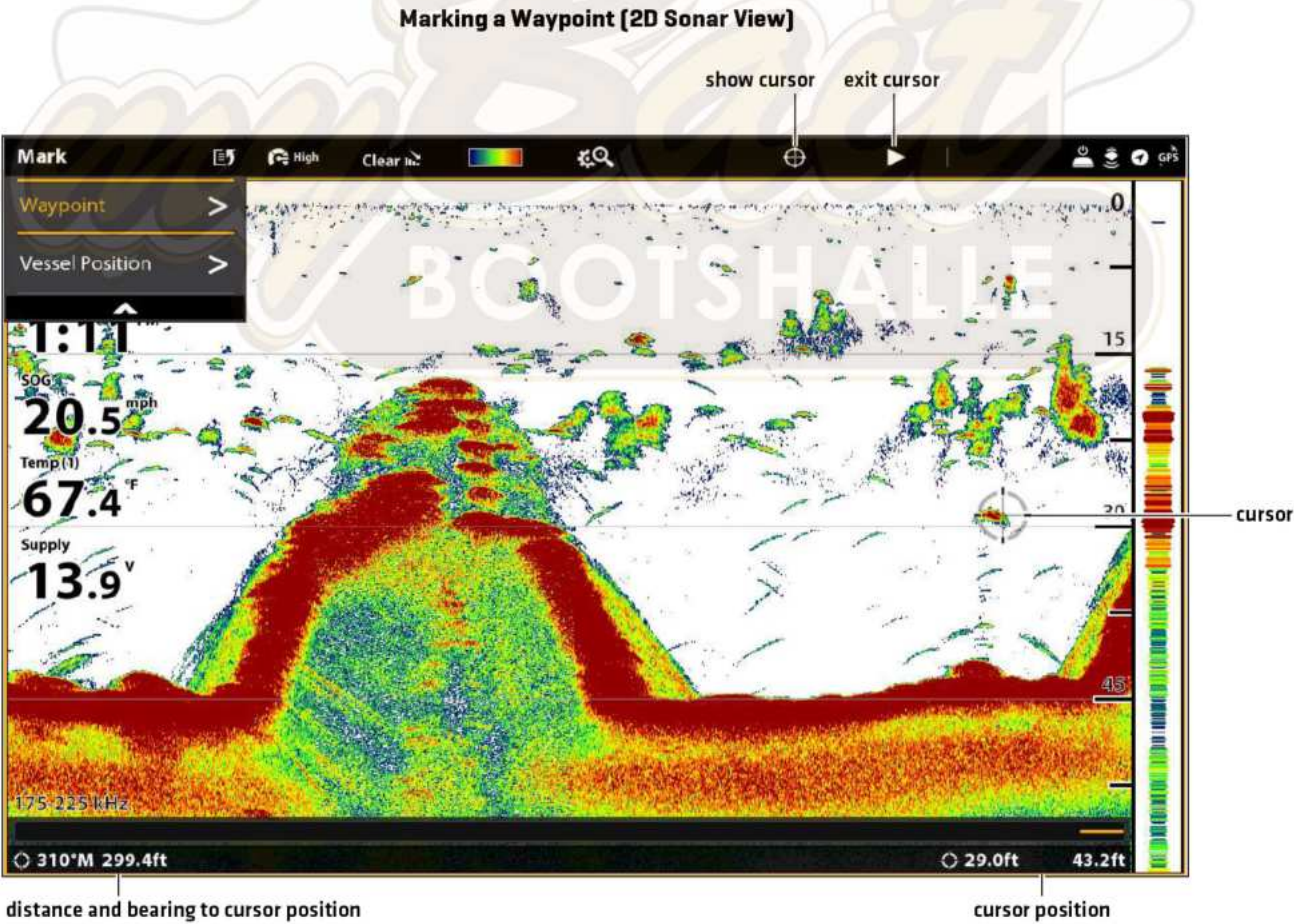 Marking a Waypoint (2D Sonar View)
show cursor exit cursor
my Bait
BOOTSHALLE
Mark High Clear GPS
Waypoint
Vessel Position
0
1:11
15
SOG
20.5 mph
Temp (1)
67.4 °F
30
cursor
Supply
13.9 V
45
175-225 kHz
310°M 299.4ft 29.0ft 43.2ft
distance and bearing to cursor position cursor position